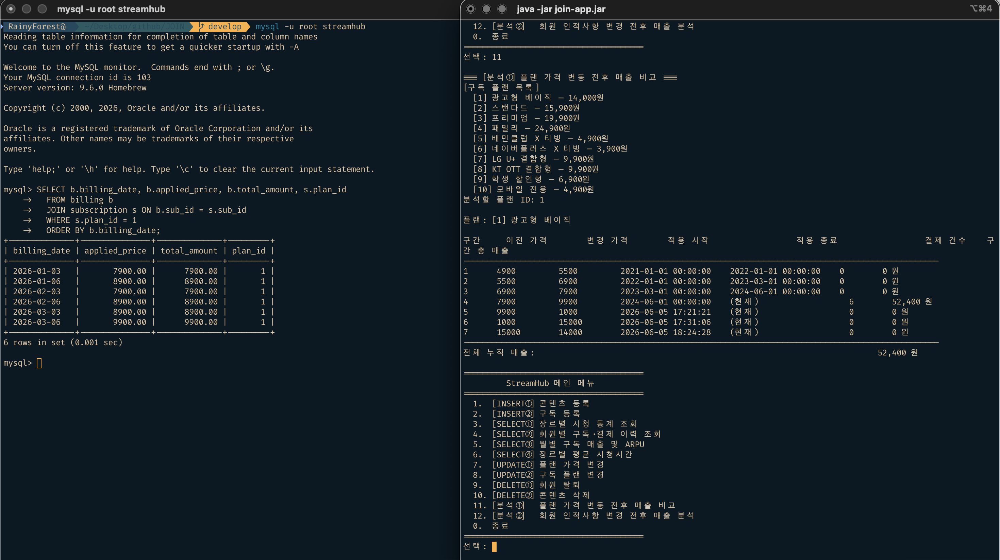 mysql -u root streamhub
RainyForest@ ~/Desktop/github/JOIN develop mysql -u root streamhub
Reading table information for completion of table and column names
You can turn off this feature to get a quicker startup with -A
Welcome to the MySQL monitor.  Commands end with ; or \g.
Your MySQL connection id is 103
Server version: 9.6.0 Homebrew
Copyright (c) 2000, 2026, Oracle and/or its affiliates.
Oracle is a registered trademark of Oracle Corporation and/or its
affiliates. Other names may be trademarks of their respective
owners.
Type 'help;' or '\h' for help. Type '\c' to clear the current input statement.
mysql> SELECT b.billing_date, b.applied_price, b.total_amount, s.plan_id
    ->   FROM billing b
    ->   JOIN subscription s ON b.sub_id = s.sub_id
    ->   WHERE s.plan_id = 1
    ->   ORDER BY b.billing_date;
+--------------+---------------+--------------+---------+
| billing_date | applied_price | total_amount | plan_id |
+--------------+---------------+--------------+---------+
| 2026-01-03   |       7900.00 |      7900.00 |       1 |
| 2026-01-06   |       8900.00 |      8900.00 |       1 |
| 2026-02-03   |       7900.00 |      7900.00 |       1 |
| 2026-02-06   |       8900.00 |      8900.00 |       1 |
| 2026-03-03   |       8900.00 |      8900.00 |       1 |
| 2026-03-06   |       9900.00 |      9900.00 |       1 |
+--------------+---------------+--------------+---------+
6 rows in set (0.001 sec)
mysql>
java -jar join-app.jar ⌥⌘4
12. [분석②]   회원 인적사항 변경 전후 매출 분석
0.  종료
선택: 11
=== [분석①] 플랜 가격 변동 전후 매출 비교 ===
[구독 플랜 목록]
[1] 광고형 베이직 — 14,000원
[2] 스탠다드 — 15,900원
[3] 프리미엄 — 19,900원
[4] 패밀리 — 24,900원
[5] 배민클럽 X 티빙 — 4,900원
[6] 네이버플러스 X 티빙 — 3,900원
[7] LG U+ 결합형 — 9,900원
[8] KT OTT 결합형 — 9,900원
[9] 학생 할인형 — 6,900원
[10] 모바일 전용 — 4,900원
분석할 플랜 ID: 1
플랜: [1] 광고형 베이직
구간 이전 가격 변경 가격 적용 시작 적용 종료 결제 건수 구
간 총 매출
1 4900 5500 2021-01-01 00:00:00 2022-01-01 00:00:00 0 0 원
2 5500 6900 2022-01-01 00:00:00 2023-03-01 00:00:00 0 0 원
3 6900 7900 2023-03-01 00:00:00 2024-06-01 00:00:00 0 0 원
4 7900 9900 2024-06-01 00:00:00 (현재) 6 52,400 원
5 9900 1000 2026-06-05 17:21:21 (현재) 0 0 원
6 1000 15000 2026-06-05 17:31:06 (현재) 0 0 원
7 15000 14000 2026-06-05 18:24:28 (현재) 0 0 원
전체 누적 매출: 52,400 원
StreamHub 메인 메뉴
1.  [INSERT①] 콘텐츠 등록
2.  [INSERT②] 구독 등록
3.  [SELECT①] 장르별 시청 통계 조회
4.  [SELECT②] 회원별 구독·결제 이력 조회
5.  [SELECT③] 월별 구독 매출 및 ARPU
6.  [SELECT④] 장르별 평균 시청시간
7.  [UPDATE①] 플랜 가격 변경
8.  [UPDATE②] 구독 플랜 변경
9.  [DELETE①] 회원 탈퇴
10. [DELETE②] 콘텐츠 삭제
11. [분석①]   플랜 가격 변동 전후 매출 비교
12. [분석②]   회원 인적사항 변경 전후 매출 분석
0.  종료
선택: